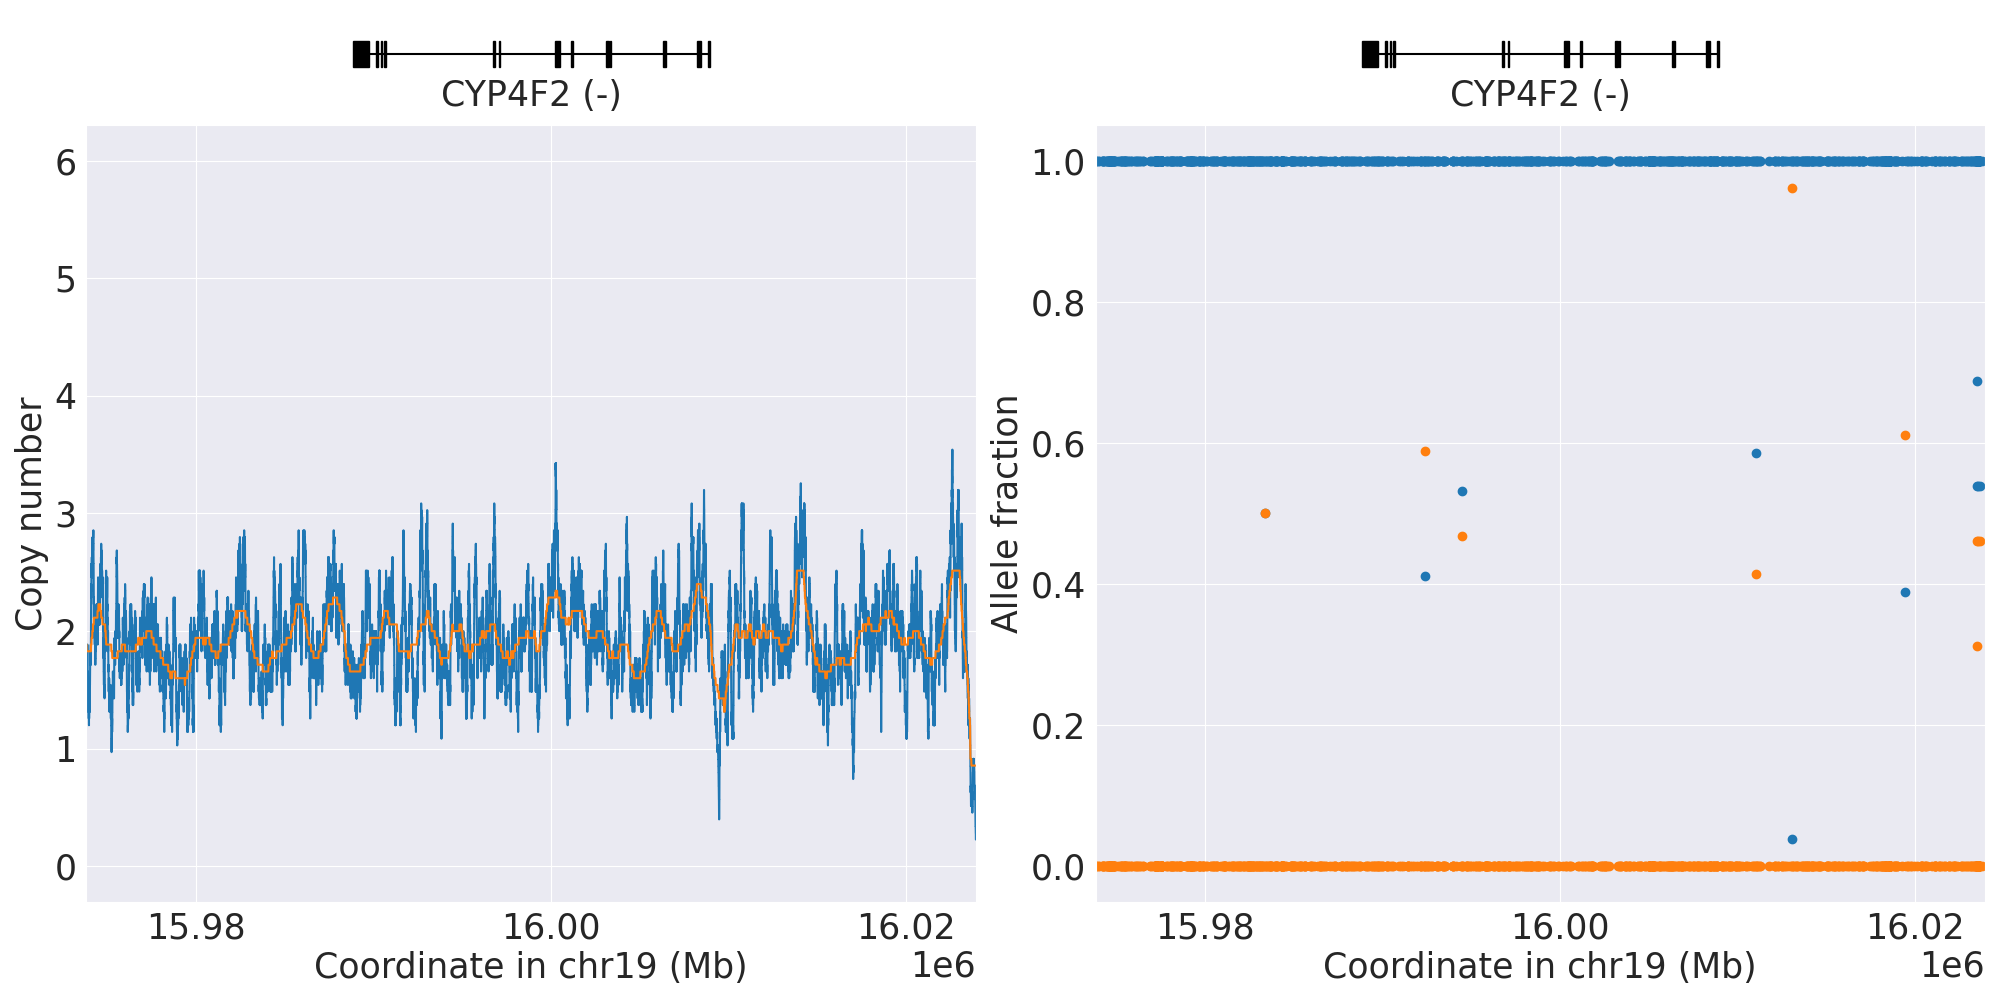 CYP4F2 (-)
6
5
4
3
2
1
0
Copy number
15.98 16.00 16.02
Coordinate in chr19 (Mb)
1e6
CYP4F2 (-)
1.0
0.8
0.6
0.4
0.2
0.0
Allele fraction
15.98 16.00 16.02
Coordinate in chr19 (Mb)
1e6